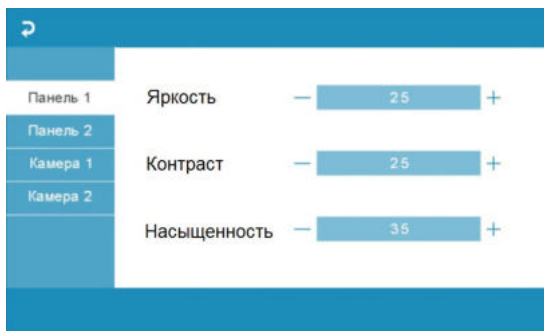 Панель 1
Панель 2
Камера 1
Камера 2
Яркость — 25 +
Контраст — 25 +
Насыщенность — 35 +